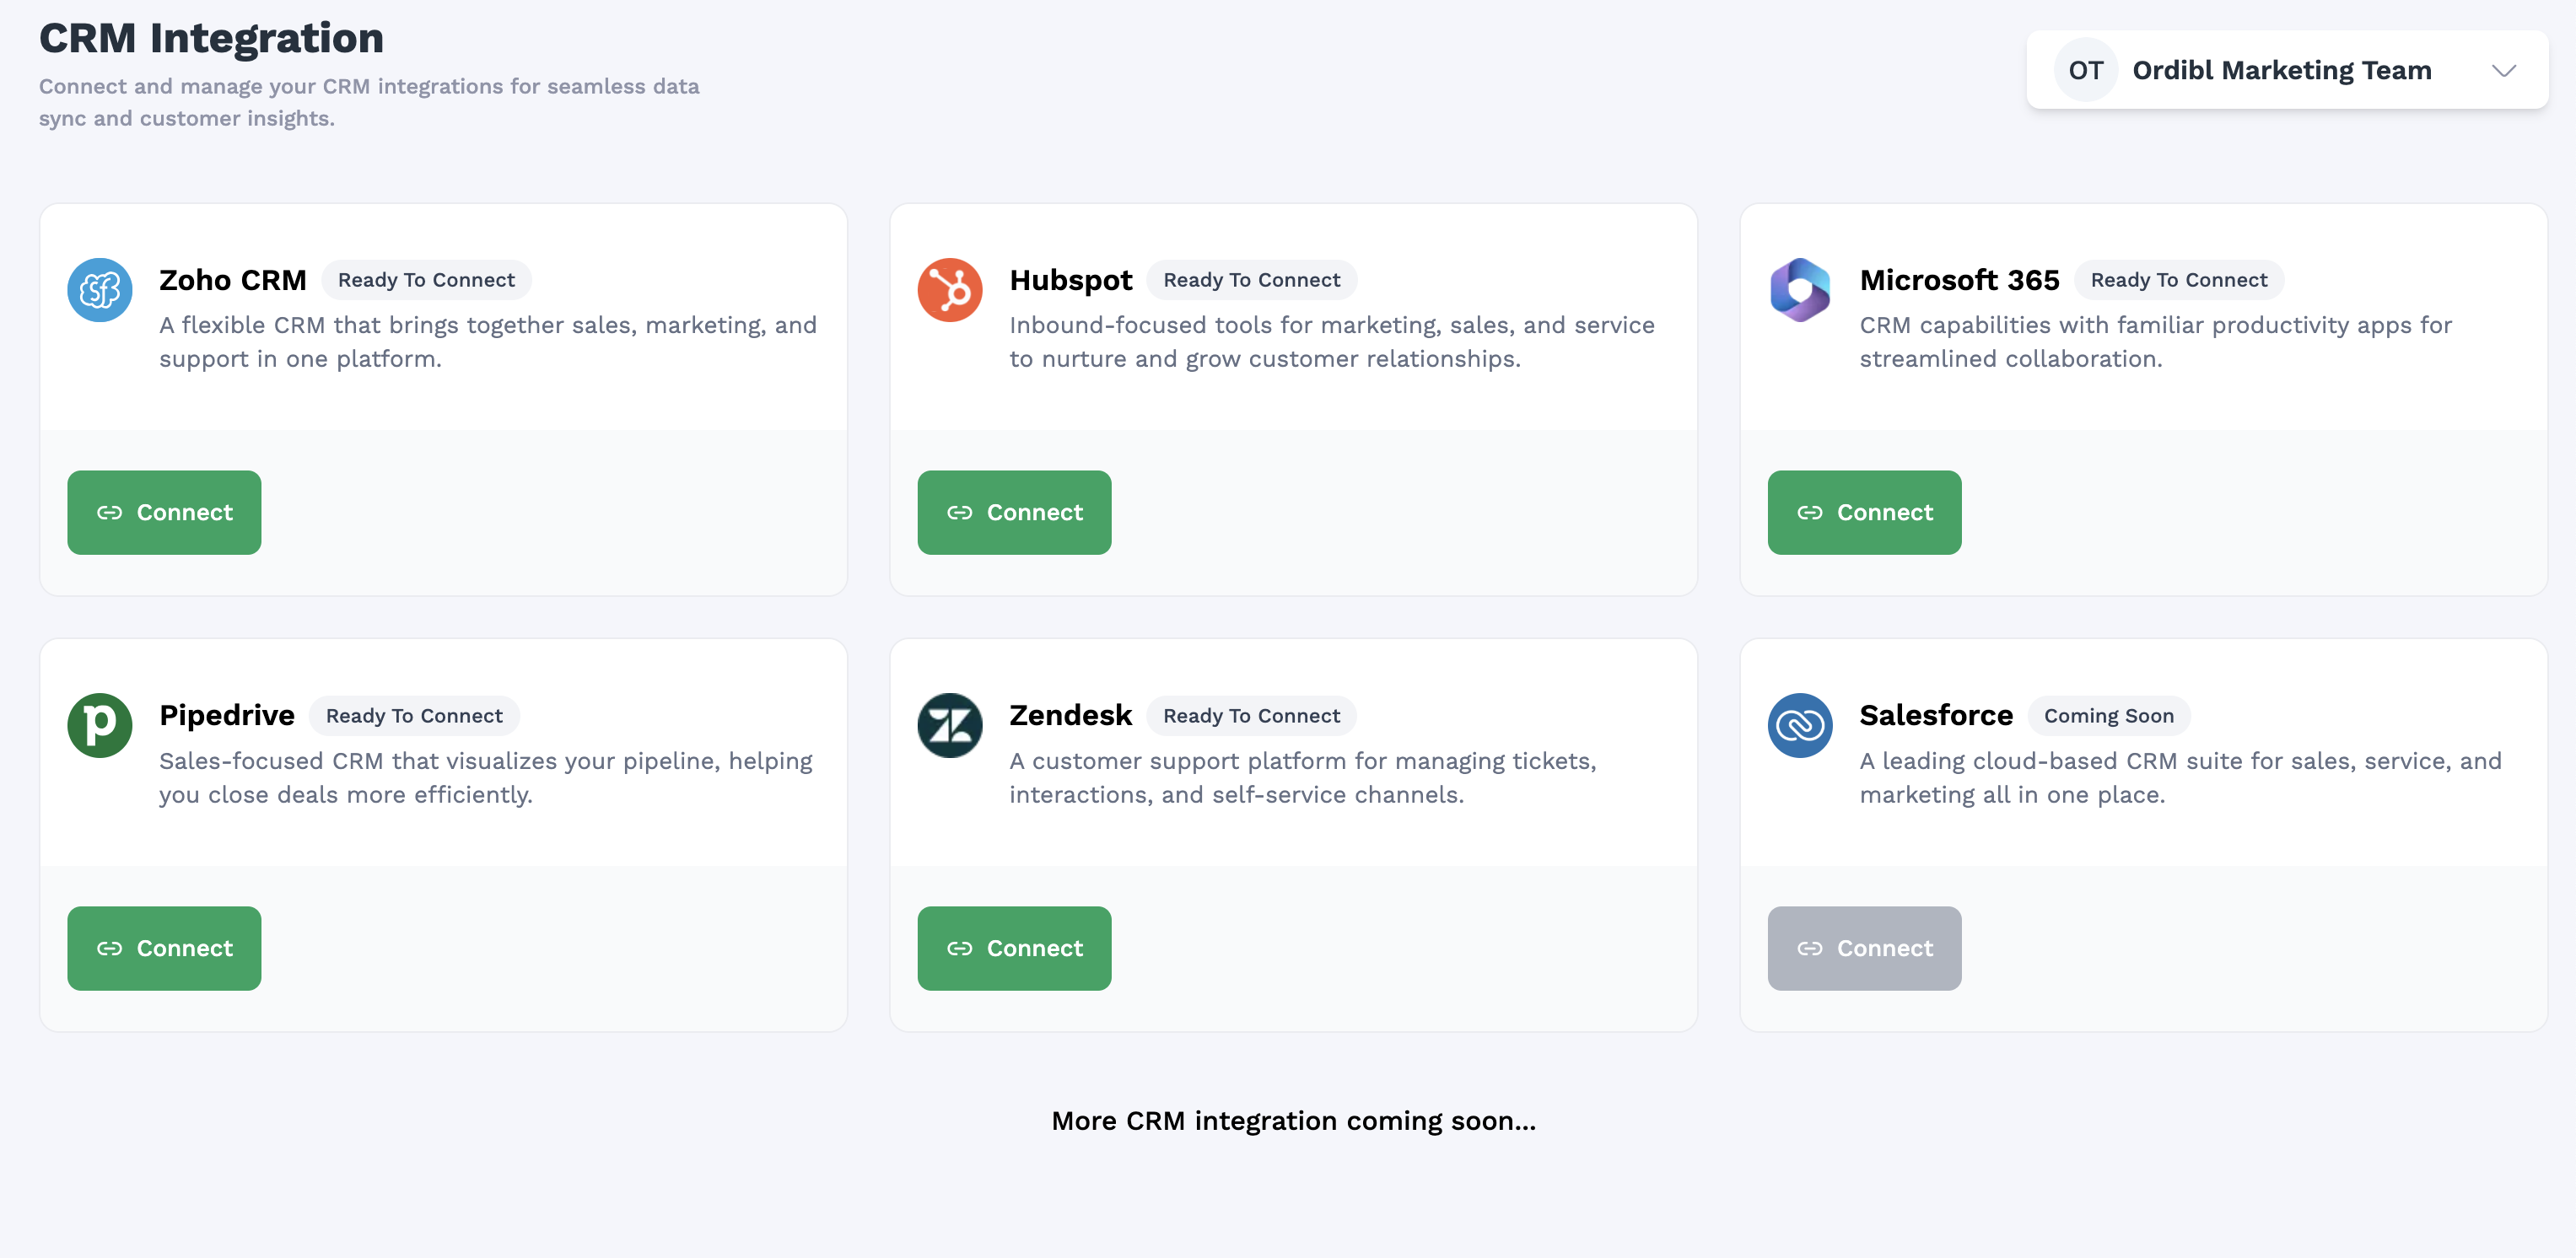 CRM Integration
Connect and manage your CRM integrations for seamless data
sync and customer insights.
OT Ordibl Marketing Team
sf
Zoho CRM Ready To Connect
A flexible CRM that brings together sales, marketing, and
support in one platform.
Connect
Hubspot Ready To Connect
Inbound-focused tools for marketing, sales, and service
to nurture and grow customer relationships.
Connect
Microsoft 365 Ready To Connect
CRM capabilities with familiar productivity apps for
streamlined collaboration.
Connect
p
Pipedrive Ready To Connect
Sales-focused CRM that visualizes your pipeline, helping
you close deals more efficiently.
Connect
Zendesk Ready To Connect
A customer support platform for managing tickets,
interactions, and self-service channels.
Connect
Salesforce Coming Soon
A leading cloud-based CRM suite for sales, service, and
marketing all in one place.
Connect
More CRM integration coming soon...